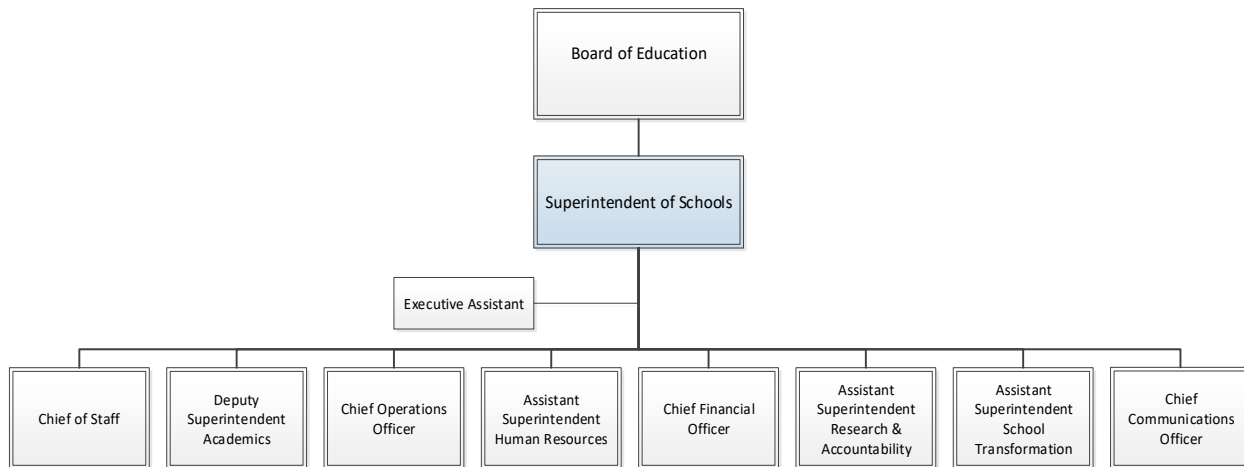 Board of Education
Superintendent of Schools
Executive Assistant
Chief of Staff
Deputy
Superintendent
Academics
Chief Operations
Officer
Assistant
Superintendent
Human Resources
Chief Financial
Officer
Assistant
Superintendent
Research &
Accountability
Assistant
Superintendent
School
Transformation
Chief
Communications
Officer